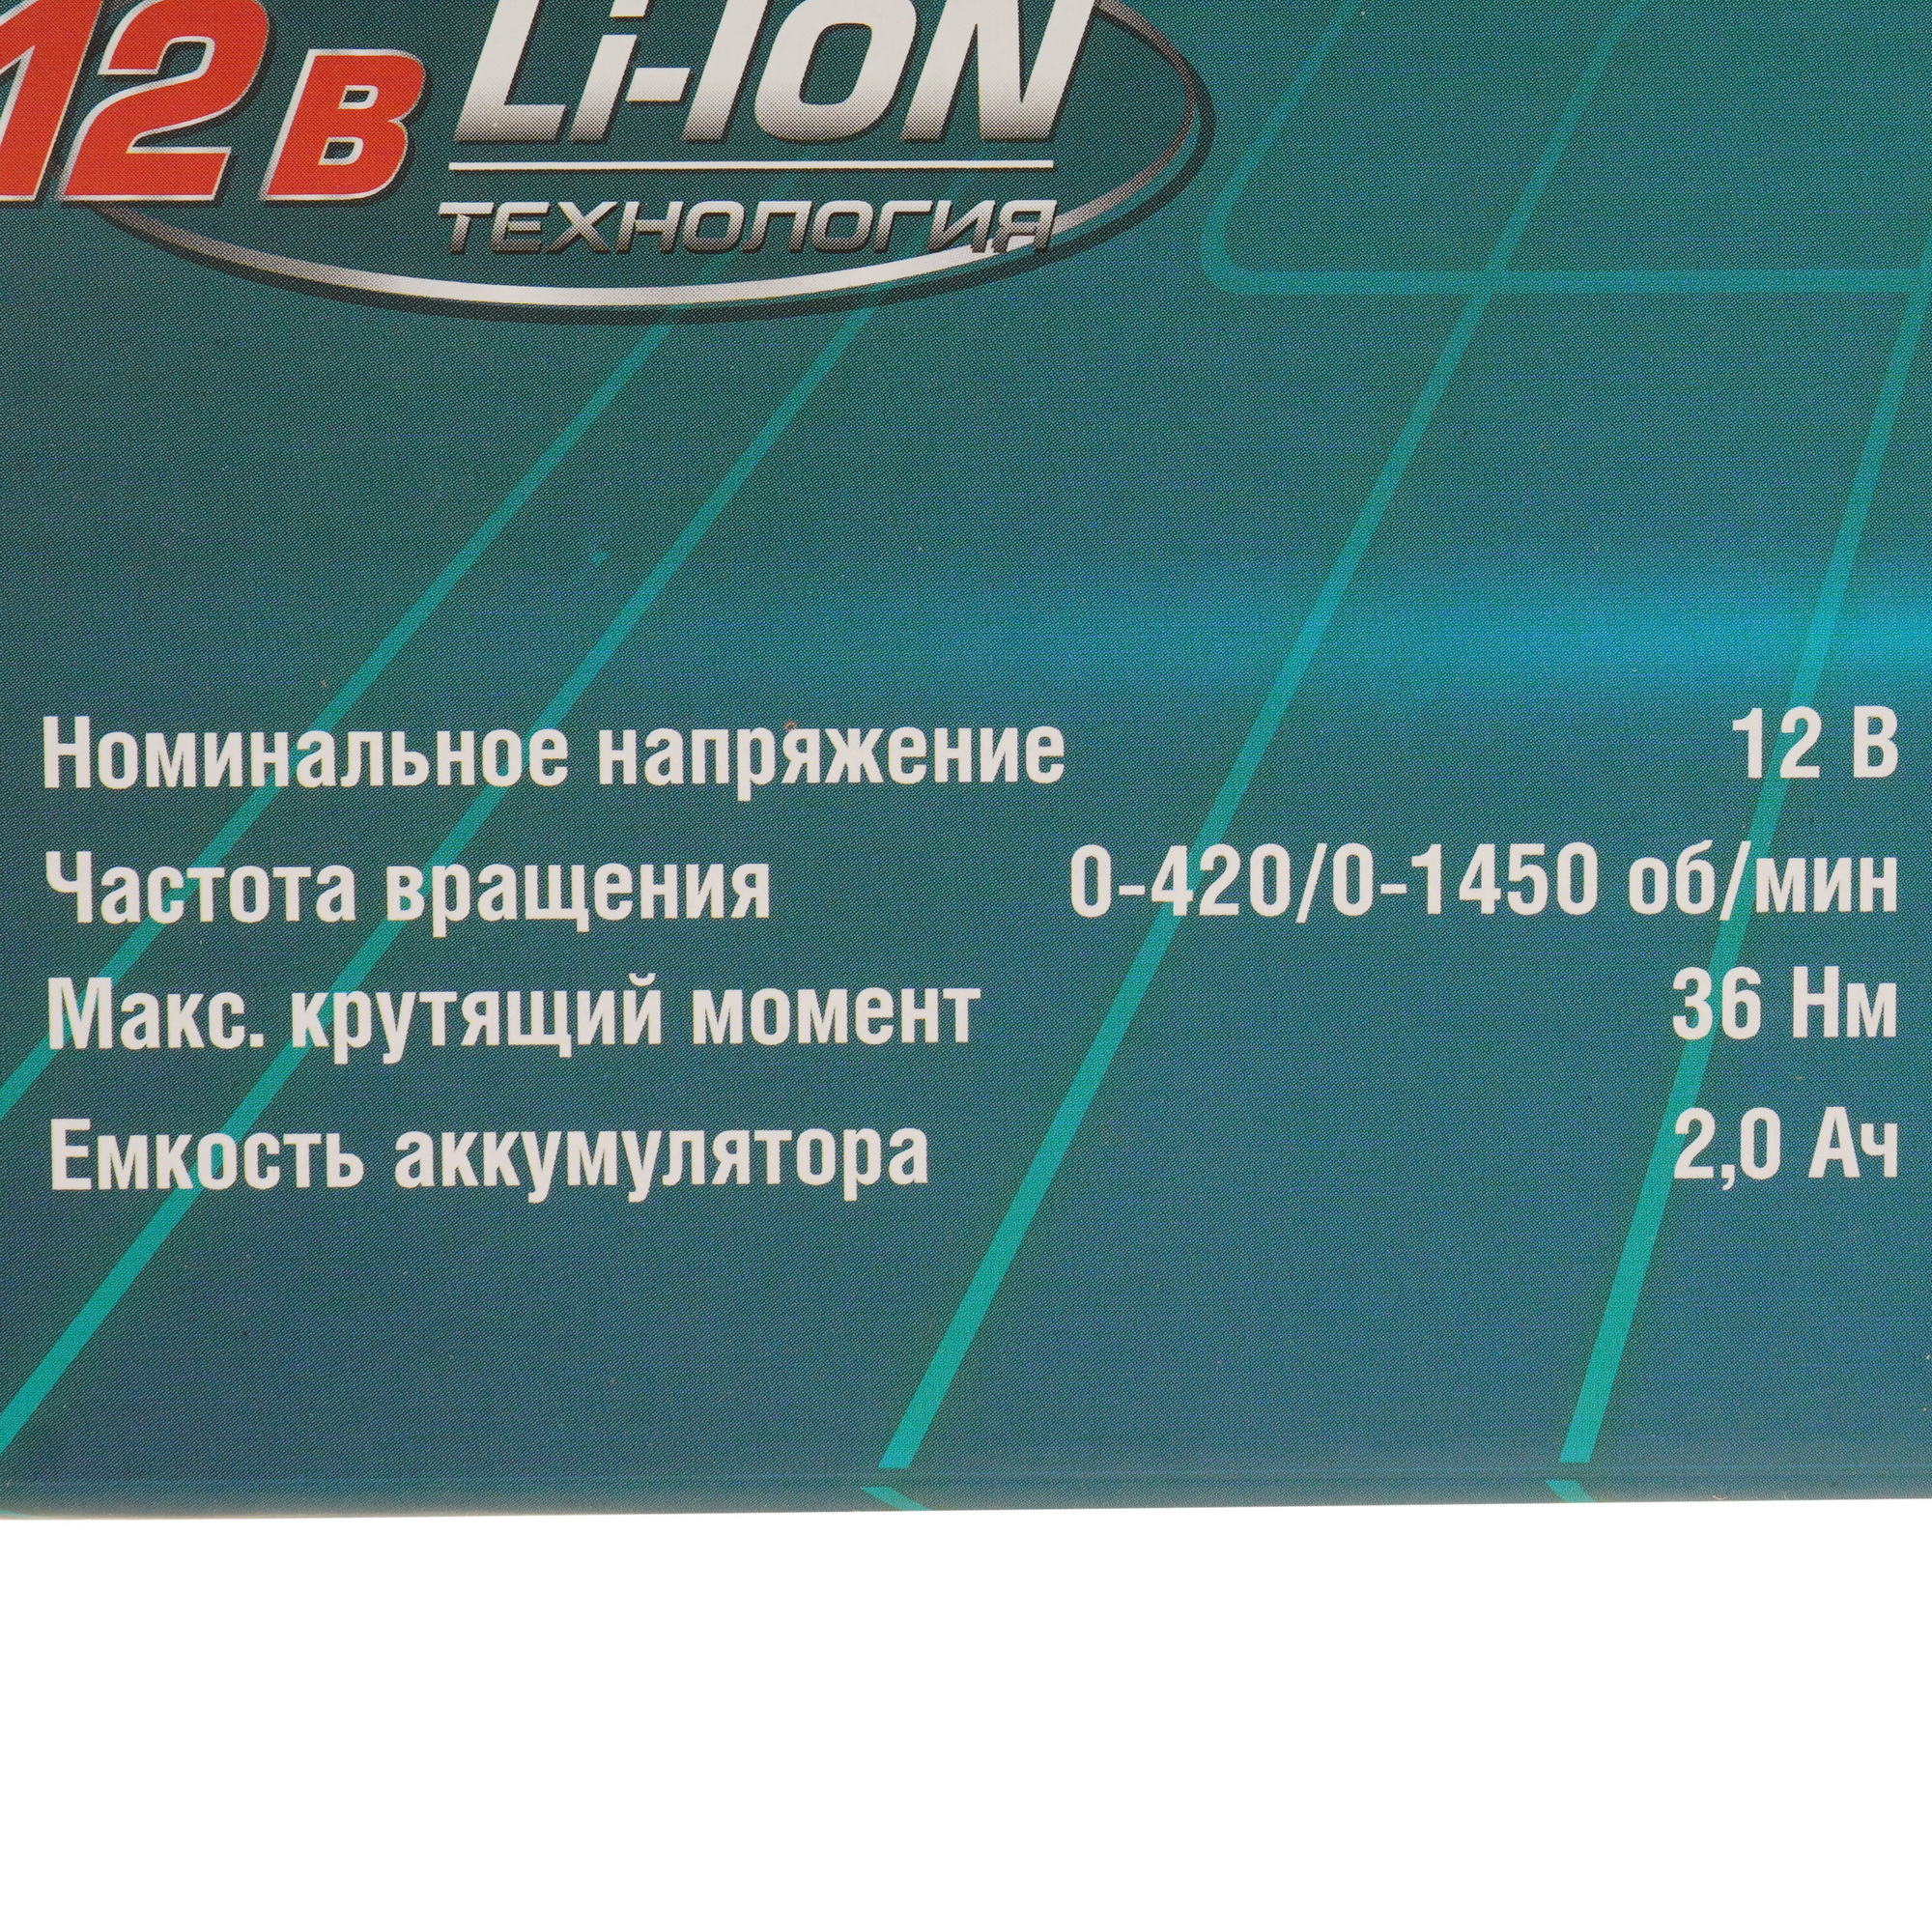 12 В Li-ION
ТЕХНОЛОГИЯ
Номинальное напряжение 12 В
Частота вращения 0-420/0-1450 об/мин
Макс. крутящий момент 36 Нм
Емкость аккумулятора 2,0 Ач